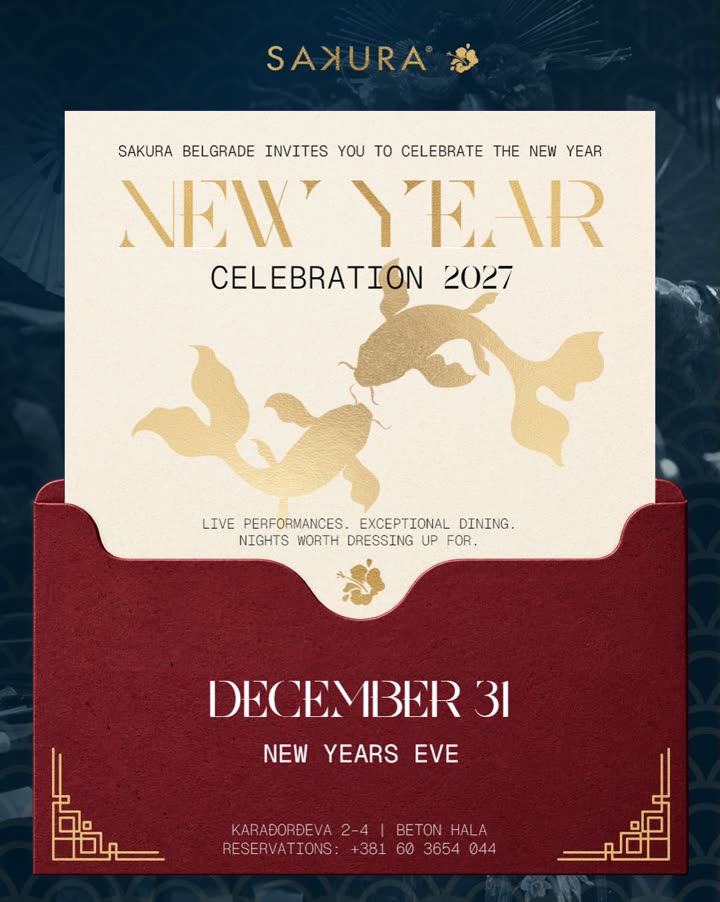 SAKURA®
SAKURA BELGRADE INVITES YOU TO CELEBRATE THE NEW YEAR
NEW YEAR
CELEBRATION 2027
LIVE PERFORMANCES. EXCEPTIONAL DINING.
NIGHTS WORTH DRESSING UP FOR.
DECEMBER 31
NEW YEARS EVE
KARAĐORĐEVA 2-4 | BETON HALA
RESERVATIONS: +381 60 3654 044